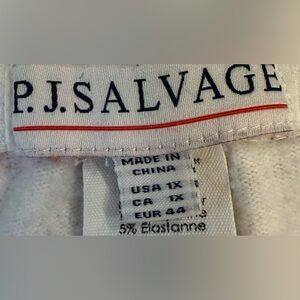 P.J.SALVAGE
MADE IN
CHINA
USA 1X
CA 1X
EUR 44
5% Elastanne